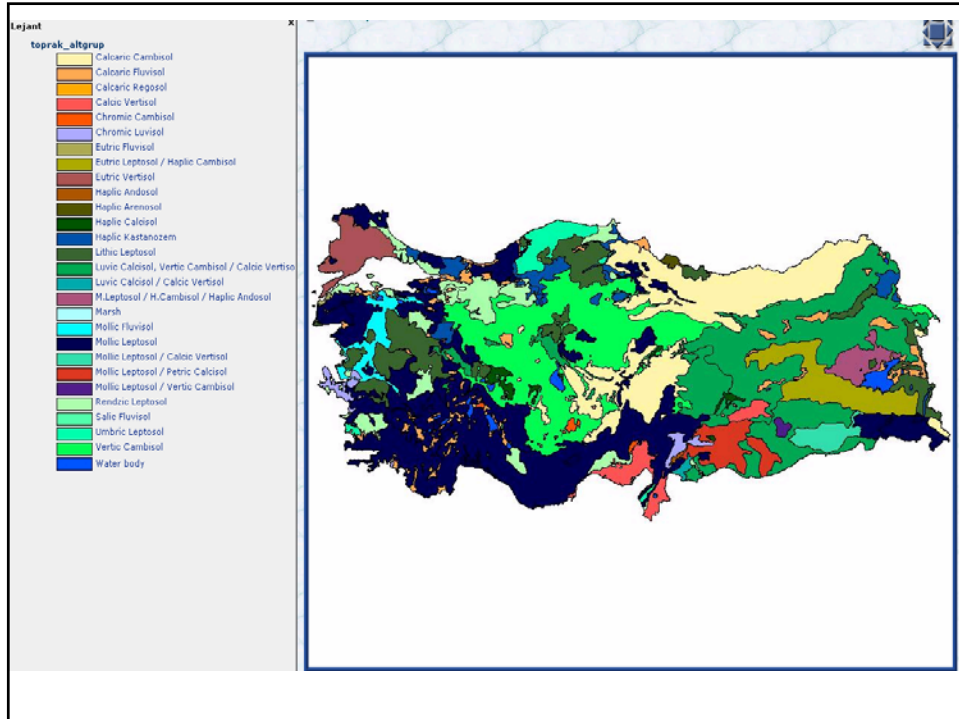 Lejant x
toprak_altgrup
Calcaric Cambisol
Calcaric Fluvisol
Calcaric Regosol
Calcic Vertisol
Chromic Cambisol
Chromic Luvisol
Eutric Fluvisol
Eutric Leptosol / Haplic Cambisol
Eutric Vertisol
Haplic Andosol
Haplic Arenosol
Haplic Calcisol
Haplic Kastanozem
Lithic Leptosol
Luvic Calcisol, Vertic Cambisol / Calcic Vertiso
Luvic Calcisol / Calcic Vertisol
M.Leptosol / H.Cambisol / Haplic Andosol
Marsh
Mollic Fluvisol
Mollic Leptosol
Mollic Leptosol / Calcic Vertisol
Mollic Leptosol / Petric Calcisol
Mollic Leptosol / Vertic Cambisol
Rendzic Leptosol
Salic Fluvisol
Umbric Leptosol
Vertic Cambisol
Water body